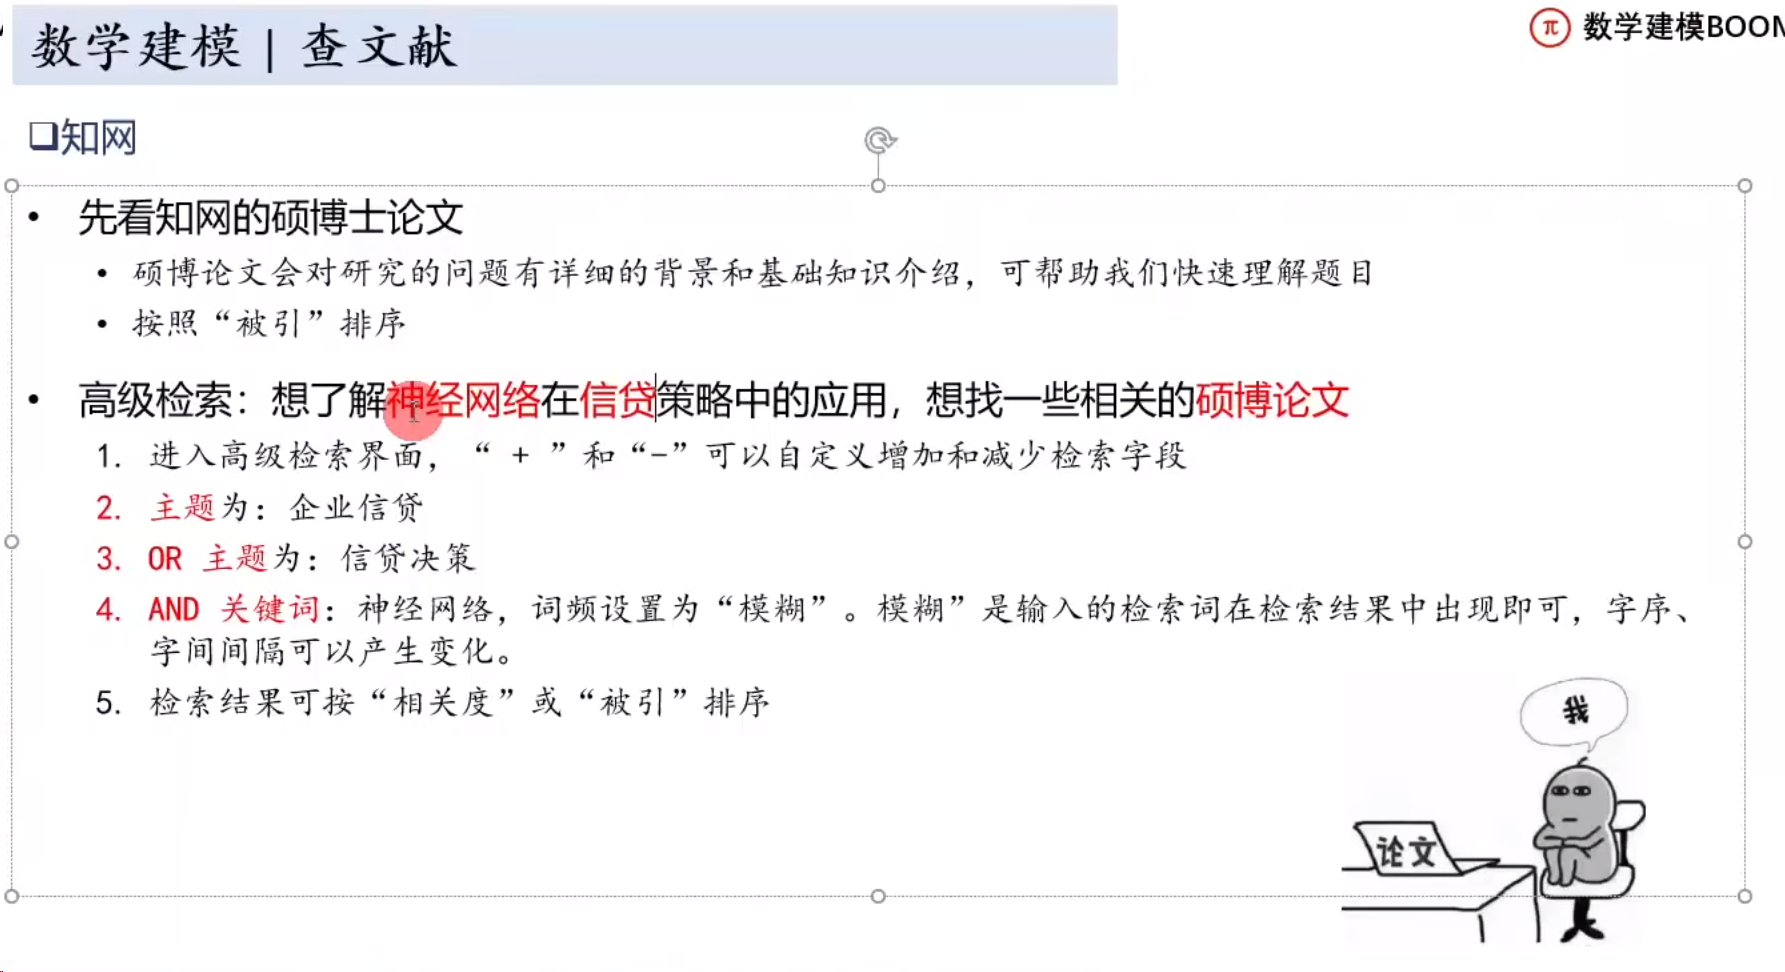 数学建模 | 查文献
数学建模BOOM
知网
• 先看知网的硕博士论文
• 硕博论文会对研究的问题有详细的背景和基础知识介绍，可帮助我们快速理解题目
• 按照“被引”排序
• 高级检索：想了解神经网络在信贷策略中的应用，想找一些相关的硕博论文
1. 进入高级检索界面，“ + ”和“-”可以自定义增加和减少检索字段
2. 主题为：企业信贷
3. OR 主题为：信贷决策
4. AND 关键词：神经网络，词频设置为“模糊”。模糊”是输入的检索词在检索结果中出现即可，字序、
字间间隔可以产生变化。
5. 检索结果可按“相关度”或“被引”排序
我
论文